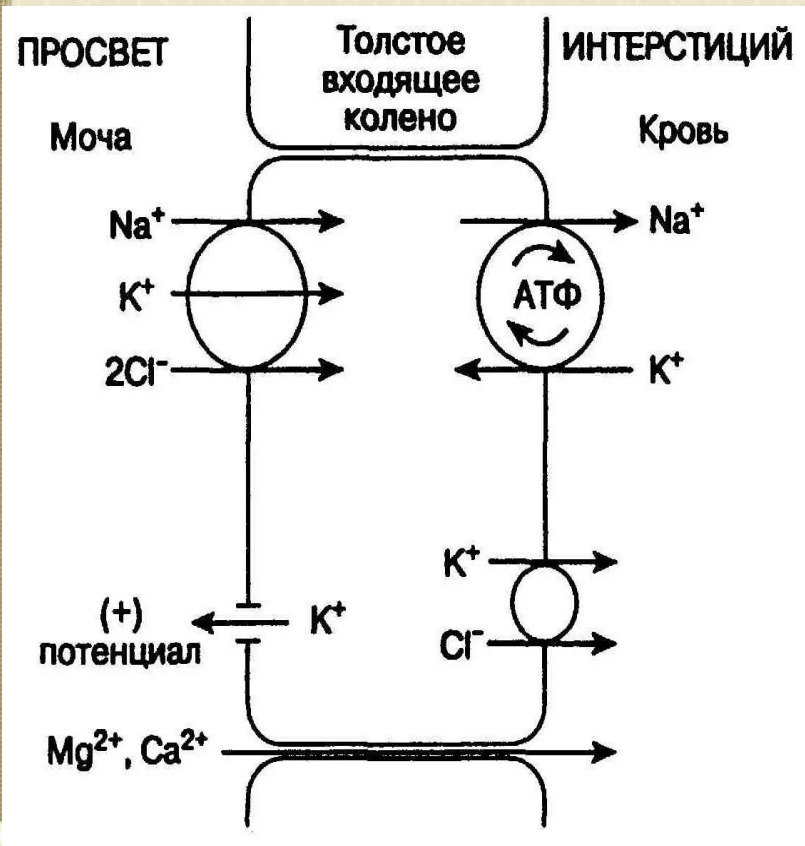 ПРОСВЕТ
Толстое
входящее
колено
ИНТЕРСТИЦИЙ
Моча
Кровь
Na⁺
Na⁺
K⁺
АТФ
2Cl⁻
K⁺
K⁺
(+)
потенциал
K⁺
Cl⁻
Mg²⁺, Ca²⁺